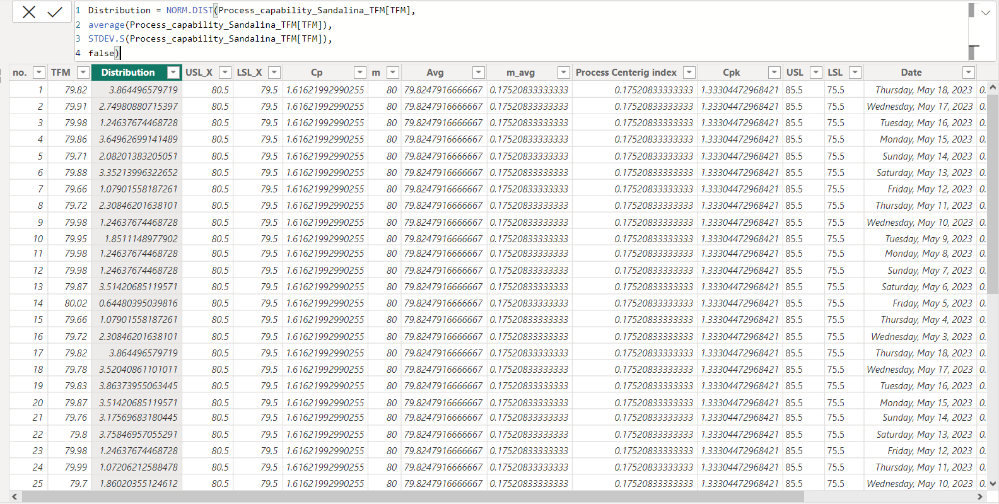 1 Distribution = NORM.DIST(Process_capability_Sandalina_TFM[TFM],
2 average(Process_capability_Sandalina_TFM[TFM]),
3 STDEV.S(Process_capability_Sandalina_TFM[TFM]),
4 false)
no. TFM Distribution USL_X LSL_X Cp m Avg m_avg Process Centerig index Cpk USL LSL Date
1 79.82 3.864496579719 80.5 79.5 1.61621992990255 80 79.8247916666667 0.17520833333333 0.17520833333333 1.33304472968421 85.5 75.5 Thursday, May 18, 2023 0.
2 79.91 2.74980880715397 80.5 79.5 1.61621992990255 80 79.8247916666667 0.17520833333333 0.17520833333333 1.33304472968421 85.5 75.5 Wednesday, May 17, 2023 0.
3 79.98 1.24637674468728 80.5 79.5 1.61621992990255 80 79.8247916666667 0.17520833333333 0.17520833333333 1.33304472968421 85.5 75.5 Tuesday, May 16, 2023 0.
4 79.86 3.64962699141489 80.5 79.5 1.61621992990255 80 79.8247916666667 0.17520833333333 0.17520833333333 1.33304472968421 85.5 75.5 Monday, May 15, 2023 0.
5 79.71 2.08201383205051 80.5 79.5 1.61621992990255 80 79.8247916666667 0.17520833333333 0.17520833333333 1.33304472968421 85.5 75.5 Sunday, May 14, 2023 0.
6 79.88 3.35213996322652 80.5 79.5 1.61621992990255 80 79.8247916666667 0.17520833333333 0.17520833333333 1.33304472968421 85.5 75.5 Saturday, May 13, 2023 0.
7 79.66 1.07901558187261 80.5 79.5 1.61621992990255 80 79.8247916666667 0.17520833333333 0.17520833333333 1.33304472968421 85.5 75.5 Friday, May 12, 2023 0.
8 79.72 2.30846201638101 80.5 79.5 1.61621992990255 80 79.8247916666667 0.17520833333333 0.17520833333333 1.33304472968421 85.5 75.5 Thursday, May 11, 2023 0.
9 79.98 1.24637674468728 80.5 79.5 1.61621992990255 80 79.8247916666667 0.17520833333333 0.17520833333333 1.33304472968421 85.5 75.5 Wednesday, May 10, 2023 0.
10 79.95 1.8511148977902 80.5 79.5 1.61621992990255 80 79.8247916666667 0.17520833333333 0.17520833333333 1.33304472968421 85.5 75.5 Tuesday, May 9, 2023 0.
11 79.98 1.24637674468728 80.5 79.5 1.61621992990255 80 79.8247916666667 0.17520833333333 0.17520833333333 1.33304472968421 85.5 75.5 Monday, May 8, 2023 0.
12 79.98 1.24637674468728 80.5 79.5 1.61621992990255 80 79.8247916666667 0.17520833333333 0.17520833333333 1.33304472968421 85.5 75.5 Sunday, May 7, 2023 0.
13 79.87 3.51420685119571 80.5 79.5 1.61621992990255 80 79.8247916666667 0.17520833333333 0.17520833333333 1.33304472968421 85.5 75.5 Saturday, May 6, 2023 0.
14 80.02 0.64480395039816 80.5 79.5 1.61621992990255 80 79.8247916666667 0.17520833333333 0.17520833333333 1.33304472968421 85.5 75.5 Friday, May 5, 2023 0.
15 79.66 1.07901558187261 80.5 79.5 1.61621992990255 80 79.8247916666667 0.17520833333333 0.17520833333333 1.33304472968421 85.5 75.5 Thursday, May 4, 2023 0.
16 79.72 2.30846201638101 80.5 79.5 1.61621992990255 80 79.8247916666667 0.17520833333333 0.17520833333333 1.33304472968421 85.5 75.5 Wednesday, May 3, 2023 0.
17 79.82 3.864496579719 80.5 79.5 1.61621992990255 80 79.8247916666667 0.17520833333333 0.17520833333333 1.33304472968421 85.5 75.5 Thursday, May 18, 2023 0.
18 79.78 3.52040861101011 80.5 79.5 1.61621992990255 80 79.8247916666667 0.17520833333333 0.17520833333333 1.33304472968421 85.5 75.5 Wednesday, May 17, 2023 0.
19 79.83 3.86373955063445 80.5 79.5 1.61621992990255 80 79.8247916666667 0.17520833333333 0.17520833333333 1.33304472968421 85.5 75.5 Tuesday, May 16, 2023 0.
20 79.87 3.51420685119571 80.5 79.5 1.61621992990255 80 79.8247916666667 0.17520833333333 0.17520833333333 1.33304472968421 85.5 75.5 Monday, May 15, 2023 0.
21 79.76 3.17569683180445 80.5 79.5 1.61621992990255 80 79.8247916666667 0.17520833333333 0.17520833333333 1.33304472968421 85.5 75.5 Sunday, May 14, 2023 0.
22 79.8 3.75846957055291 80.5 79.5 1.61621992990255 80 79.8247916666667 0.17520833333333 0.17520833333333 1.33304472968421 85.5 75.5 Saturday, May 13, 2023 0.
23 79.98 1.24637674468728 80.5 79.5 1.61621992990255 80 79.8247916666667 0.17520833333333 0.17520833333333 1.33304472968421 85.5 75.5 Friday, May 12, 2023 0.
24 79.99 1.07206212588478 80.5 79.5 1.61621992990255 80 79.8247916666667 0.17520833333333 0.17520833333333 1.33304472968421 85.5 75.5 Thursday, May 11, 2023 0.
25 79.7 1.86020355124612 80.5 79.5 1.61621992990255 80 79.8247916666667 0.17520833333333 0.17520833333333 1.33304472968421 85.5 75.5 Wednesday, May 10, 2023 0.